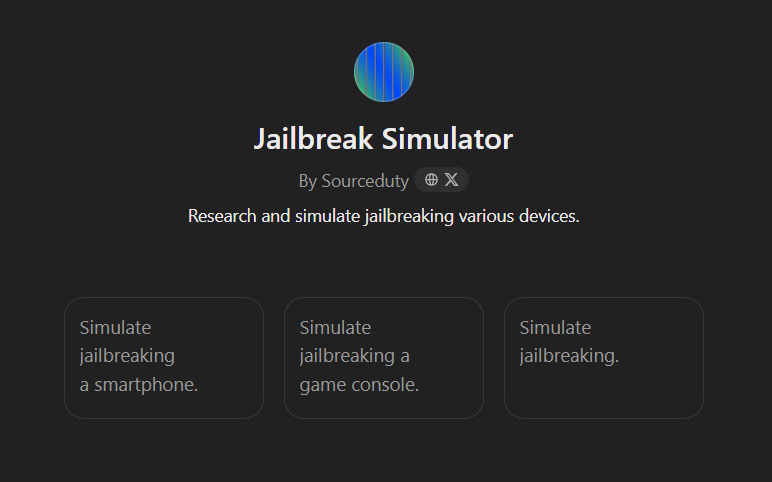 Jailbreak Simulator
By Sourceduty
Research and simulate jailbreaking various devices.
Simulate
jailbreaking
a smartphone.
Simulate
jailbreaking a
game console.
Simulate
jailbreaking.